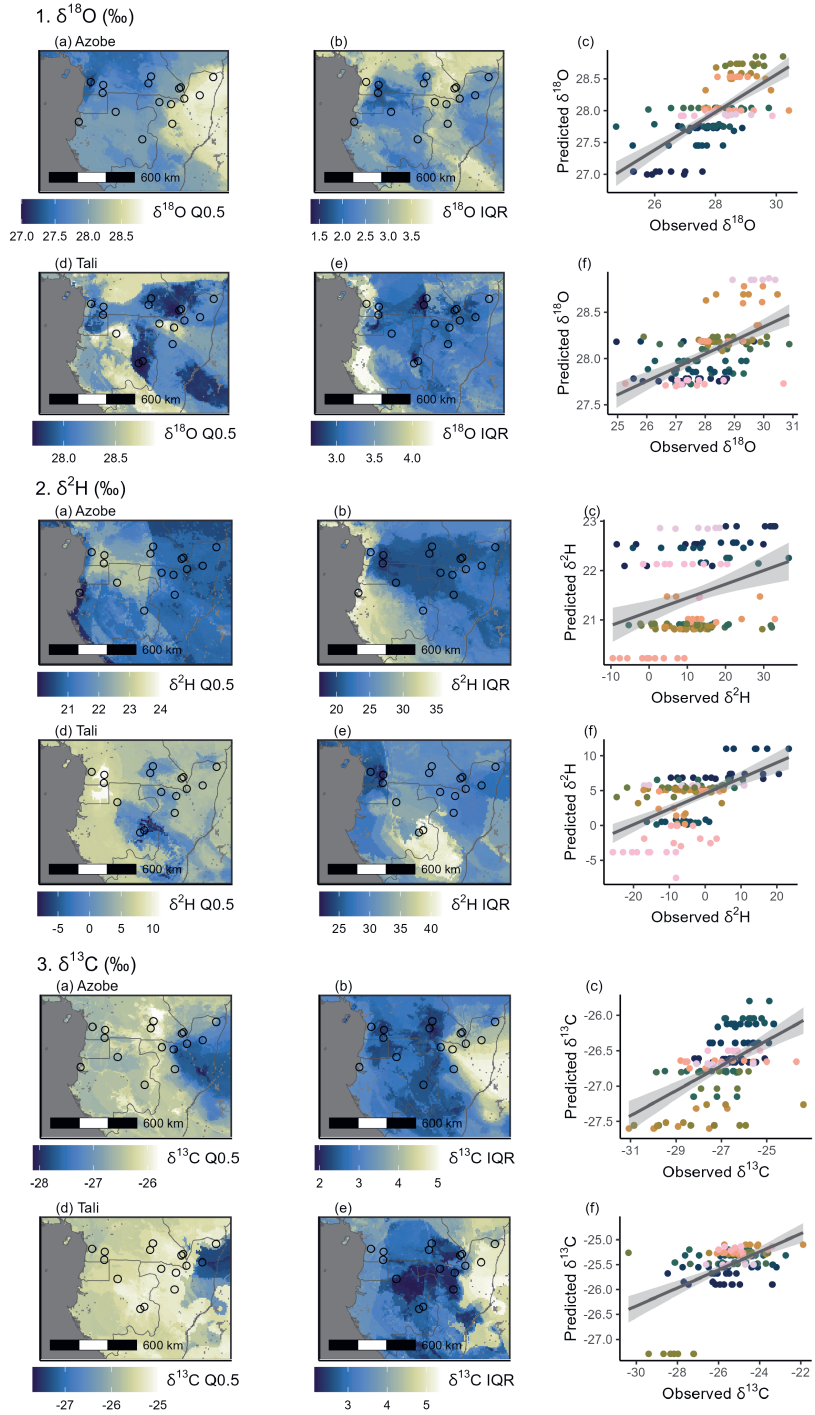 1. δ18O (‰)
(a) Azobe
(b)
(c)
600 km
600 km
27.0 27.5 28.0 28.5
δ18O Q0.5
1.5 2.0 2.5 3.0 3.5
δ18O IQR
Predicted δ18O
28.5
28.0
27.5
27.0
26 28 30
Observed δ18O
(d) Tali
(e)
(f)
600 km
600 km
28.0 28.5
δ18O Q0.5
3.0 3.5 4.0
δ18O IQR
Predicted δ18O
28.5
28.0
27.5
25 26 27 28 29 30 31
Observed δ18O
2. δ2H (‰)
(a) Azobe
(b)
(c)
600 km
600 km
21 22 23 24
δ2H Q0.5
20 25 30 35
δ2H IQR
Predicted δ2H
23
22
21
-10 0 10 20 30
Observed δ2H
(d) Tali
(e)
(f)
600 km
600 km
-5 0 5 10
δ2H Q0.5
25 30 35 40
δ2H IQR
Predicted δ2H
10
5
0
-5
-20 -10 0 10 20
Observed δ2H
3. δ13C (‰)
(a) Azobe
(b)
(c)
600 km
600 km
-28 -27 -26
δ13C Q0.5
2 3 4 5
δ13C IQR
Predicted δ13C
-26.0
-26.5
-27.0
-27.5
-31 -29 -27 -25
Observed δ13C
(d) Tali
(e)
(f)
600 km
600 km
-27 -26 -25
δ13C Q0.5
3 4 5
δ13C IQR
Predicted δ13C
-25.0
-25.5
-26.0
-26.5
-27.0
-30 -28 -26 -24 -22
Observed δ13C